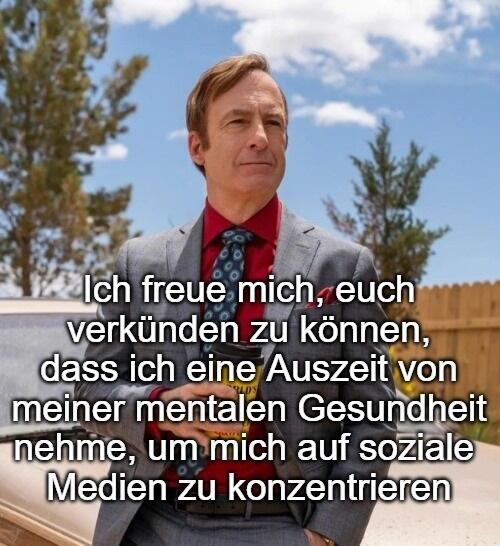 Ich freue mich, euch
verkünden zu können,
dass ich eine Auszeit von
meiner mentalen Gesundheit
nehme, um mich auf soziale
Medien zu konzentrieren